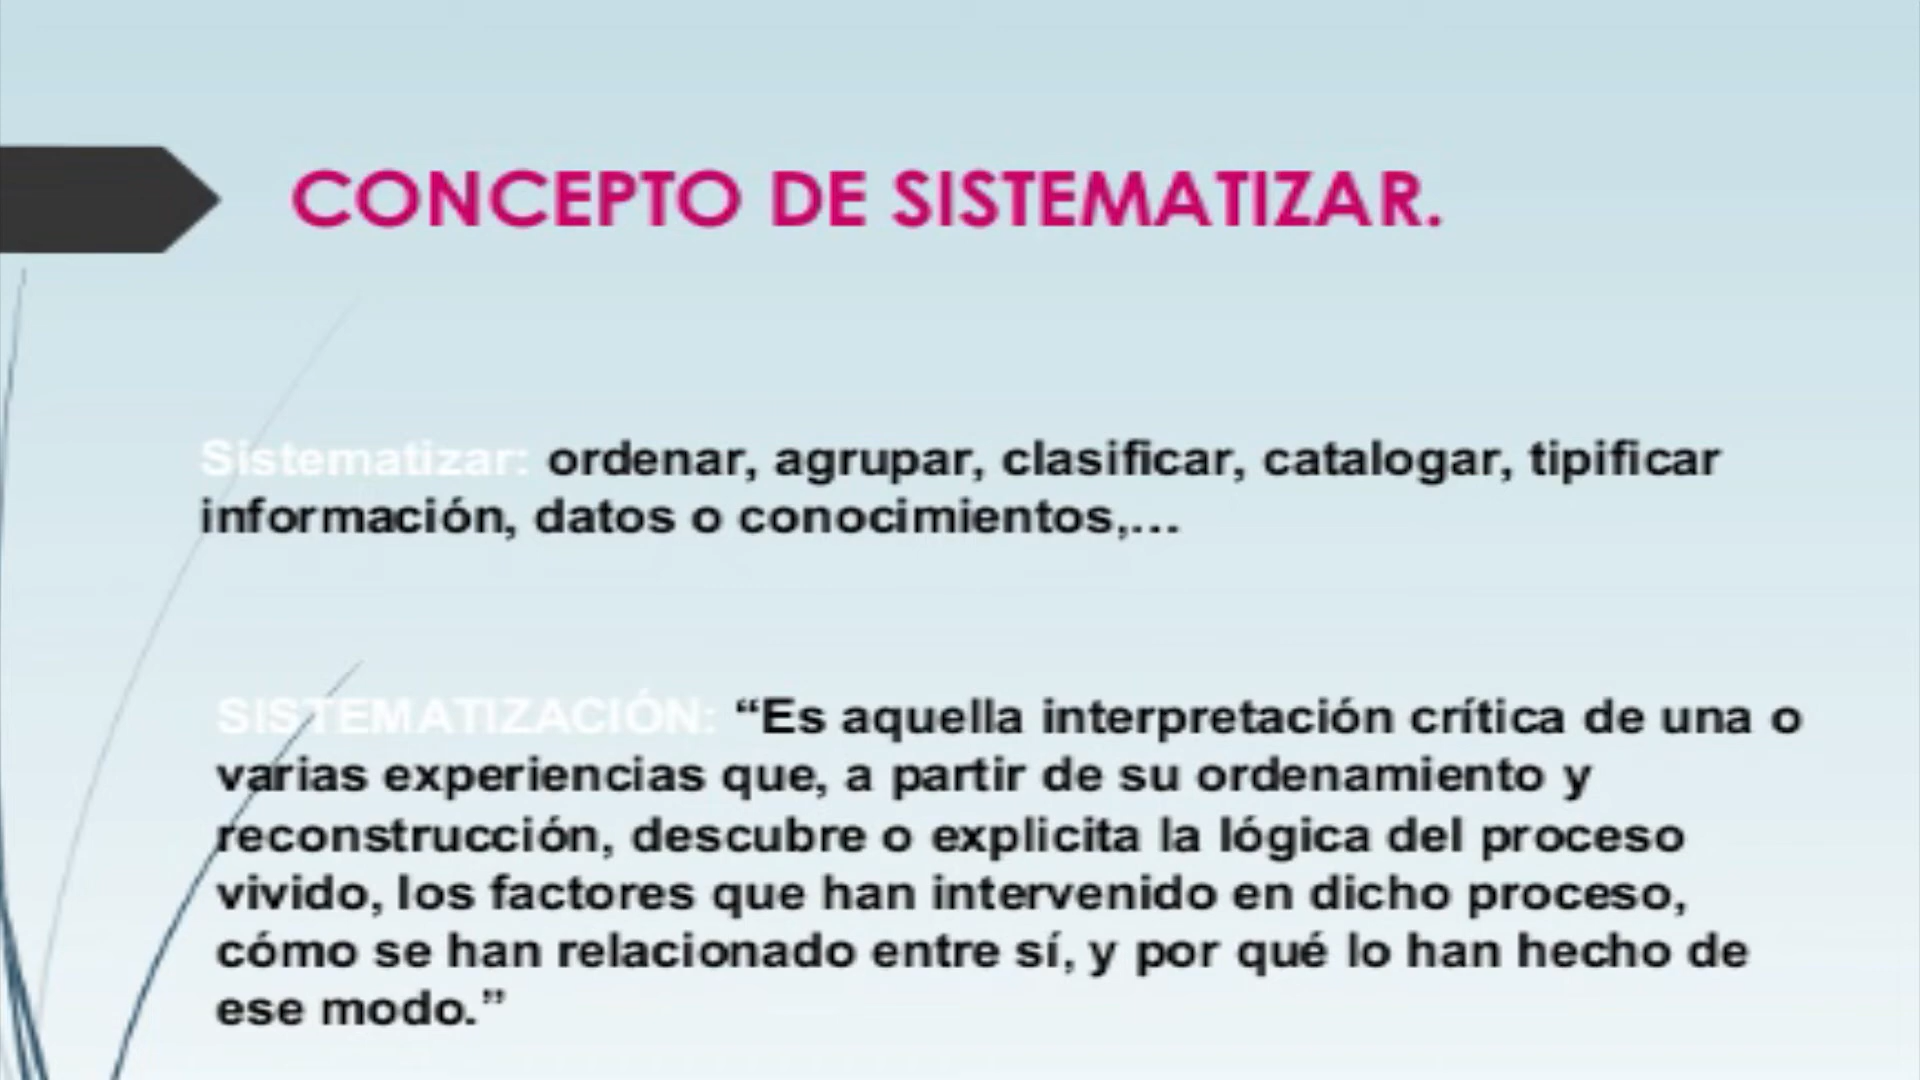 CONCEPTO DE SISTEMATIZAR.
Sistematizar: ordenar, agrupar, clasificar, catalogar, tipificar
información, datos o conocimientos,…
SISTEMATIZACIÓN: “Es aquella interpretación crítica de una o
varias experiencias que, a partir de su ordenamiento y
reconstrucción, descubre o explicita la lógica del proceso
vivido, los factores que han intervenido en dicho proceso,
cómo se han relacionado entre sí, y por qué lo han hecho de
ese modo.”